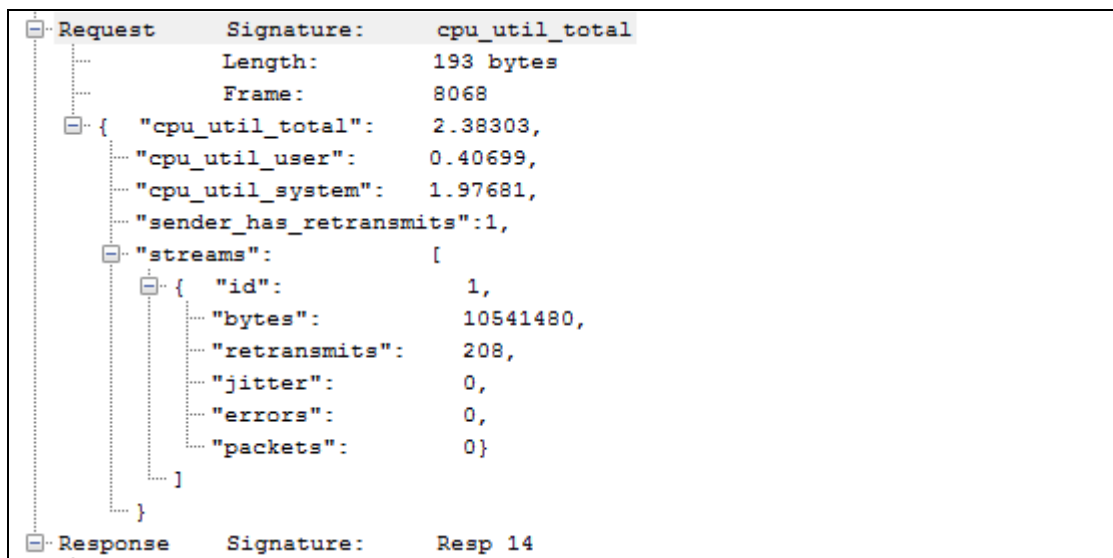 Request Signature: cpu_util_total
Length: 193 bytes
Frame: 8068
{ "cpu_util_total": 2.38303,
"cpu_util_user": 0.40699,
"cpu_util_system": 1.97681,
"sender_has_retransmits":1,
"streams": [
{ "id": 1,
"bytes": 10541480,
"retransmits": 208,
"jitter": 0,
"errors": 0,
"packets": 0}
]
}
Response Signature: Resp 14